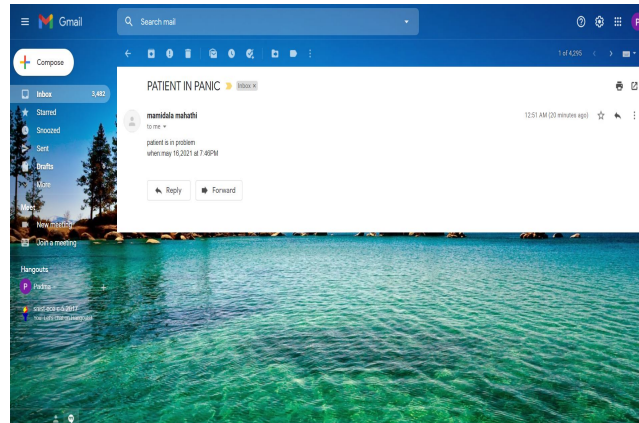 Gmail
Search mail
Compose
1 of 4,295
Inbox 3,482
Starred
Snoozed
Sent
Drafts
More
PATIENT IN PANIC Inbox ×
mamidala mahathi 12:51 AM (20 minutes ago)
to me
patient is in problem
when:may 16,2021 at 7:46PM
Reply Forward
Meet
New meeting
Join a meeting
Hangouts
P Padma